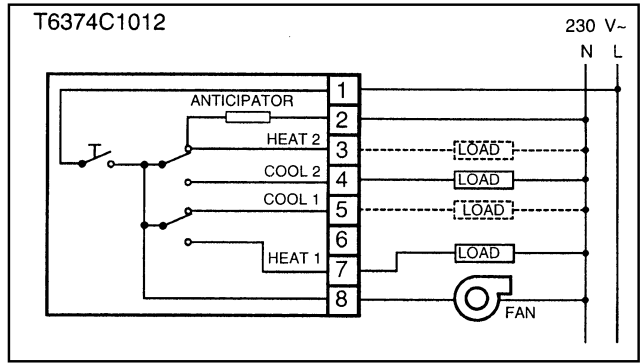 T6374C1012
230 V~
N L
1
ANTICIPATOR
2
HEAT 2
3
LOAD
COOL 2
4
LOAD
COOL 1
5
LOAD
T
6
HEAT 1
7
LOAD
8
FAN